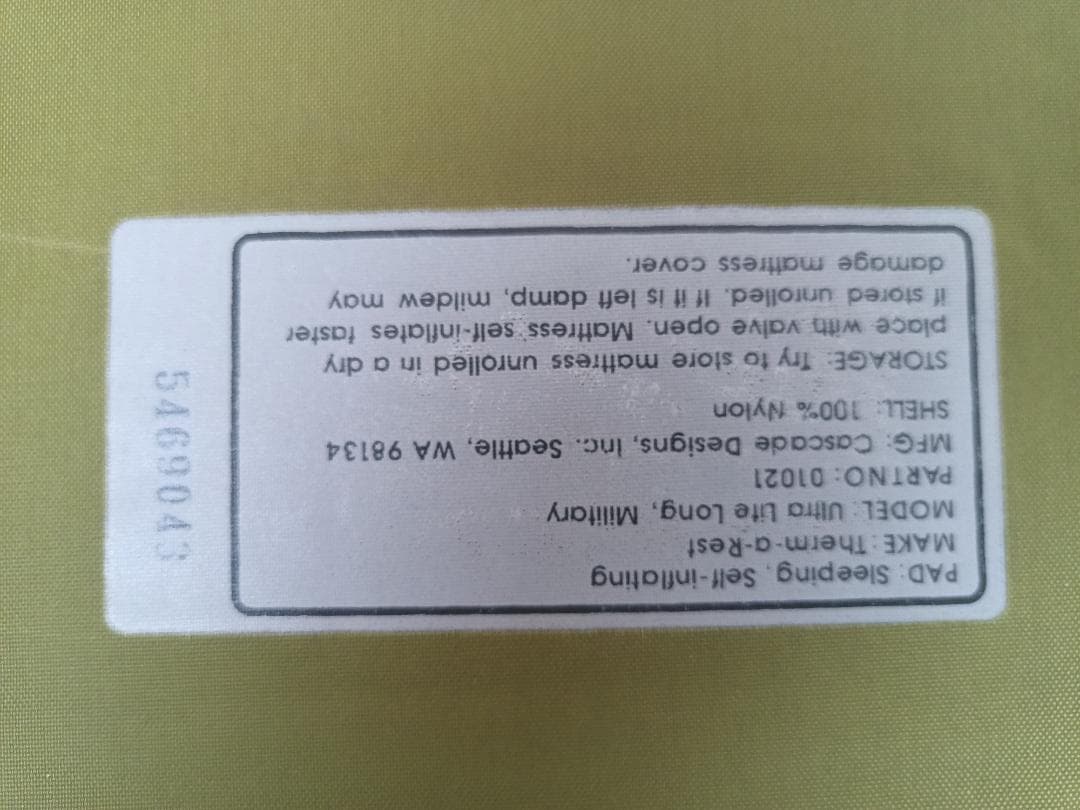 PAD: Sleeping, Self-inflating
MAKE: Therm-a-Rest
MODEL: Ultra Lite Long, Military
PART NO: 01021
MFG: Cascade Designs, Inc. Seattle, WA 98134
SHELL: 100% Nylon
STORAGE: Try to store mattress unrolled in a dry
place with valve open. Mattress self-inflates faster
if stored unrolled. If it is left damp, mildew may
damage mattress cover.
5469043